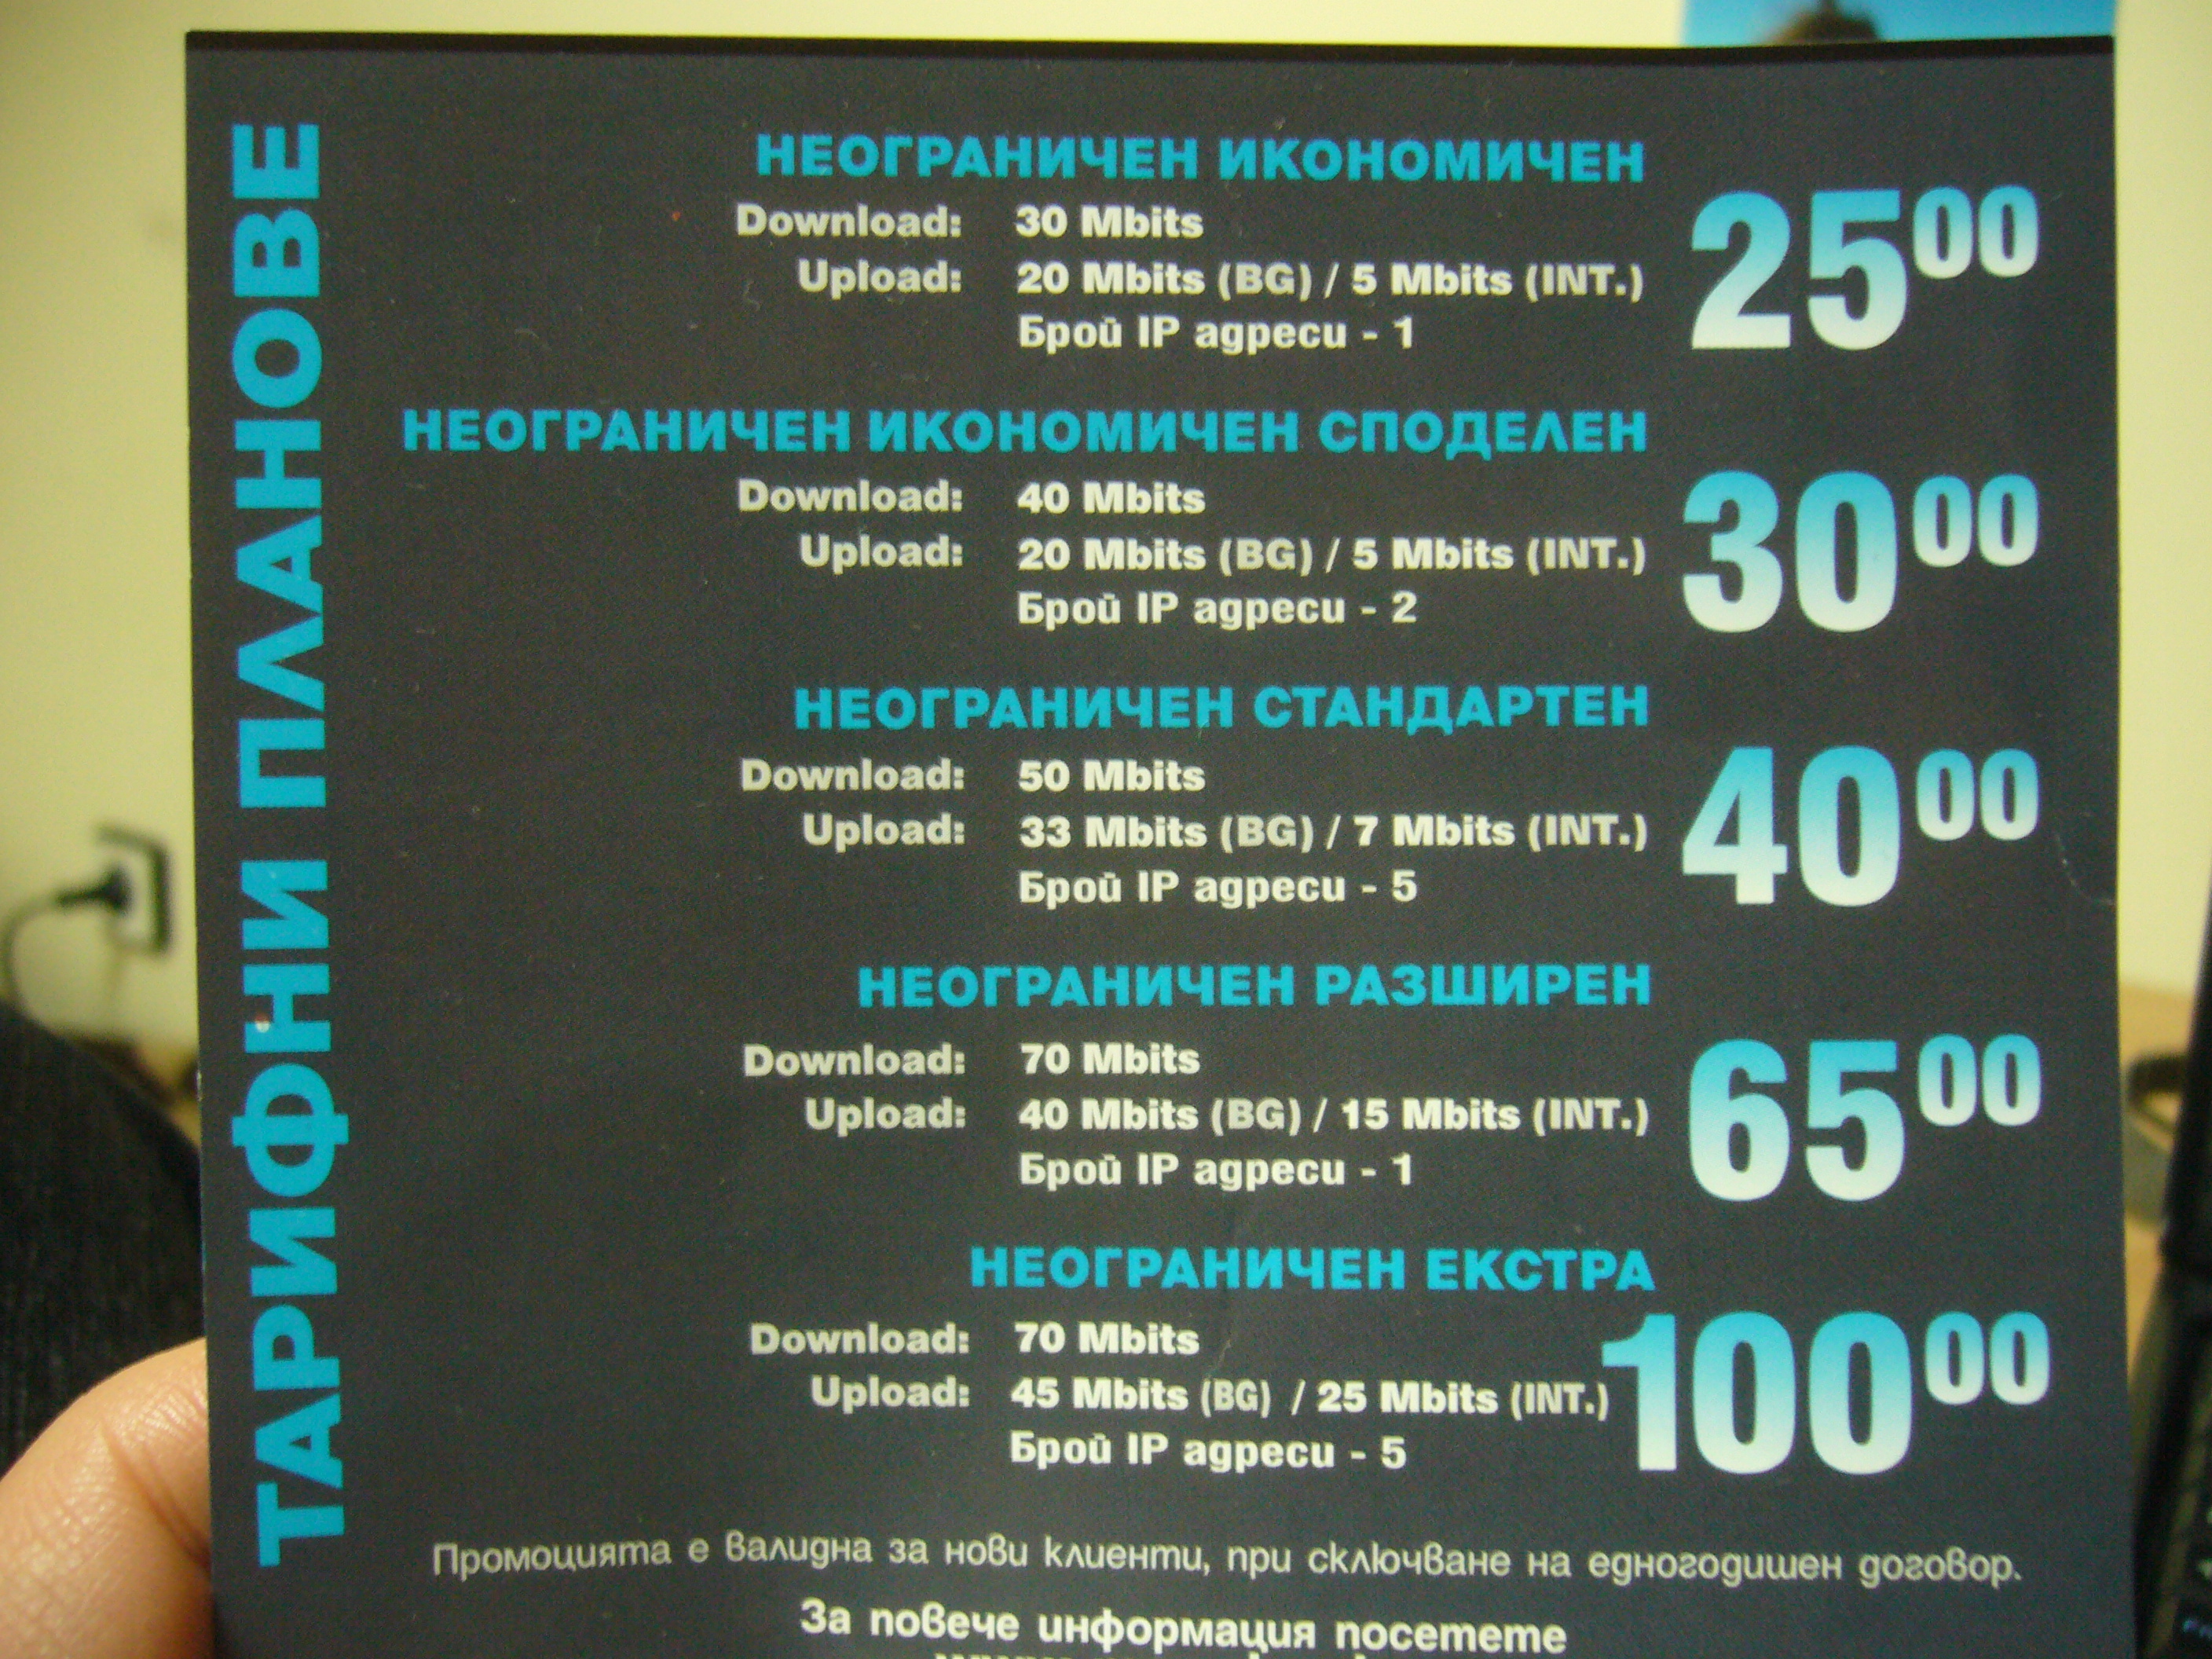 ТАРИФНИ ПЛАНОВЕ
НЕОГРАНИЧЕН ИКОНОМИЧЕН
Download: 30 Mbits
Upload: 20 Mbits (BG) / 5 Mbits (INT.)
Брой IP адреси - 1
25 00
НЕОГРАНИЧЕН ИКОНОМИЧЕН СПОДЕЛЕН
Download: 40 Mbits
Upload: 20 Mbits (BG) / 5 Mbits (INT.)
Брой IP адреси - 2
30 00
НЕОГРАНИЧЕН СТАНДАРТЕН
Download: 50 Mbits
Upload: 33 Mbits (BG) / 7 Mbits (INT.)
Брой IP адреси - 5
40 00
НЕОГРАНИЧЕН РАЗШИРЕН
Download: 70 Mbits
Upload: 40 Mbits (BG) / 15 Mbits (INT.)
Брой IP адреси - 1
65 00
НЕОГРАНИЧЕН ЕКСТРА
Download: 70 Mbits
Upload: 45 Mbits (BG) / 25 Mbits (INT.)
Брой IP адреси - 5
100 00
Промоцията е валидна за нови клиенти, при сключване на едногодишен договор.
За повече информация посетете